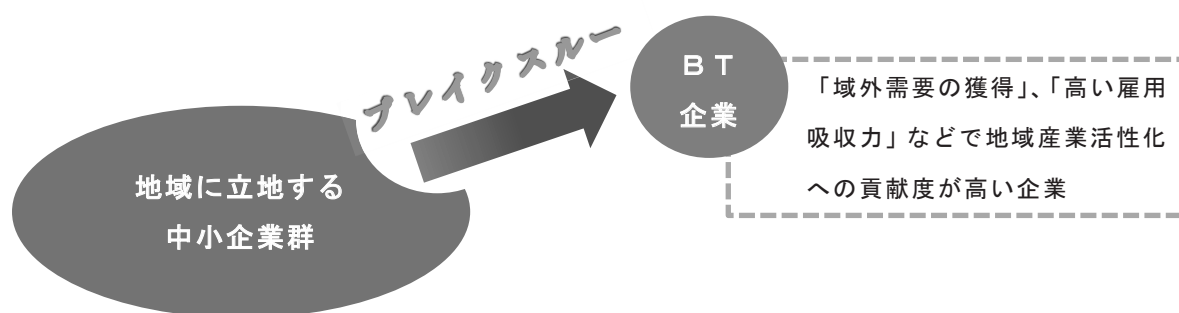 ブレイクスルー
BT
企業
「域外需要の獲得」、「高い雇用
吸収力」などで地域産業活性化
への貢献度が高い企業
地域に立地する
中小企業群